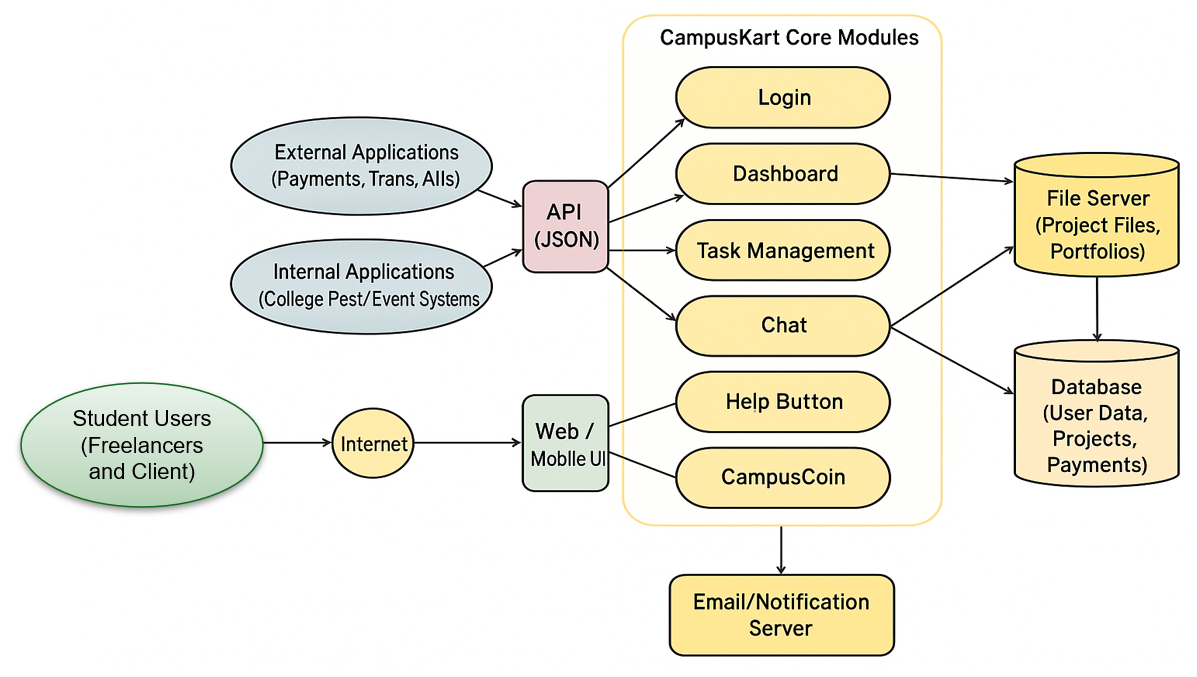 CampusKart Core Modules
Login
External Applications
(Payments, Trans, Alls)
Dashboard
File Server
(Project Files,
Portfolios)
API
(JSON)
Task Management
Internal Applications
(College Pest/Event Systems
Chat
Database
(User Data,
Projects,
Payments)
Help Button
Student Users
(Freelancers
and Client)
Internet
Web /
Moblle UI
CampusCoin
Email/Notification
Server